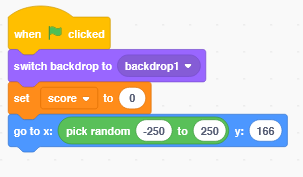 when clicked
switch backdrop to backdrop1
set score to 0
go to x: pick random -250 to 250 y: 166